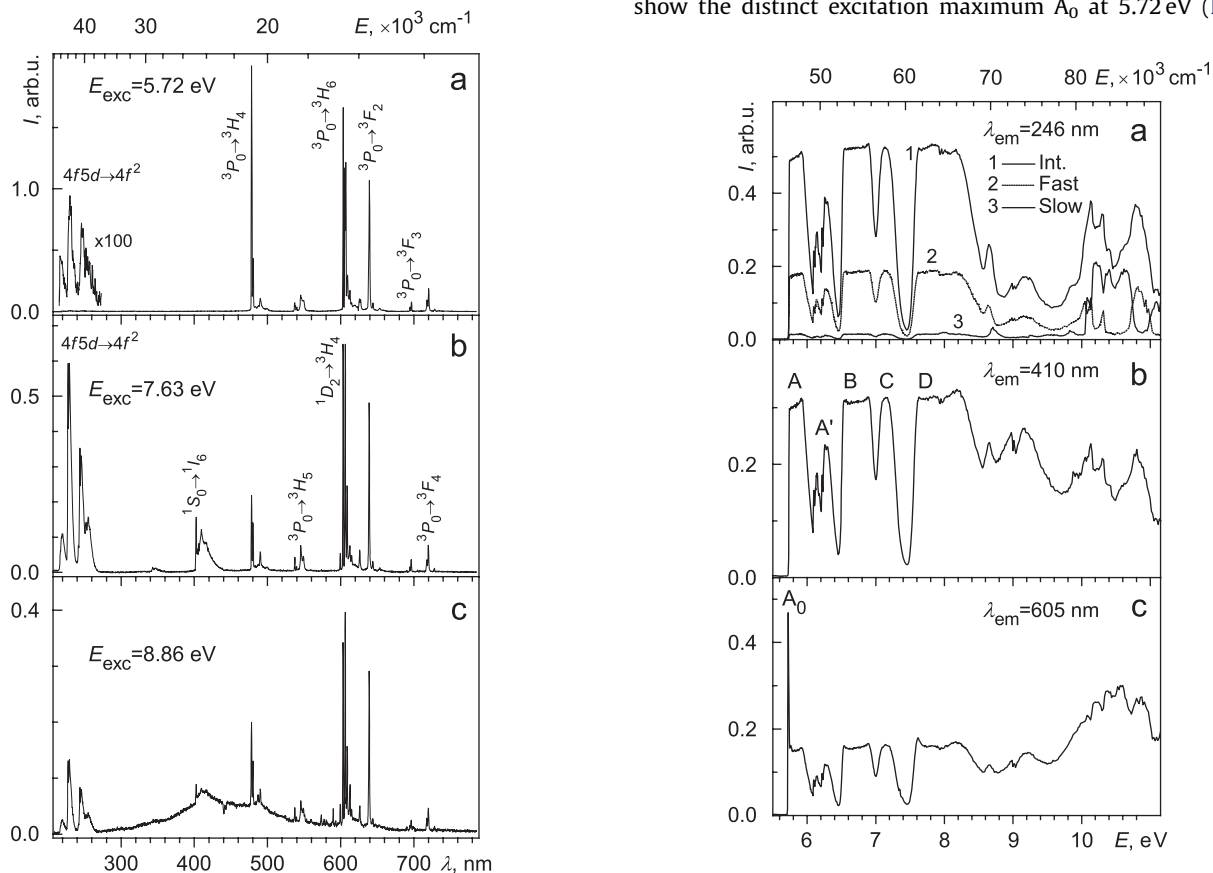 show the distinct excitation maximum A₀ at 5.72 eV (
40 30 20 E, ×10³ cm⁻¹
I, arb.u.
E_exc=5.72 eV
a
³P₀→³H₄
³P₀→³H₆
³P₀→³F₂
4f5d→4f²
x100
³P₀→³F₃
1.0
0.0
b
4f5d→4f²
E_exc=7.63 eV
¹D₂→³H₄
¹S₀→¹I₆
³P₀→³H₅
³P₀→³F₄
0.5
0.0
c
E_exc=8.86 eV
0.4
0.0
300 400 500 600 700 λ, nm
50 60 70 80 E, ×10³ cm⁻¹
I, arb.u.
λ_em=246 nm
a
1 Int.
2 Fast
3 Slow
1
2
3
0.4
0.2
0.0
A B C D
A'
λ_em=410 nm
b
0.2
0.0
A₀
λ_em=605 nm
c
0.4
0.2
0.0
6 7 8 9 10 E, eV